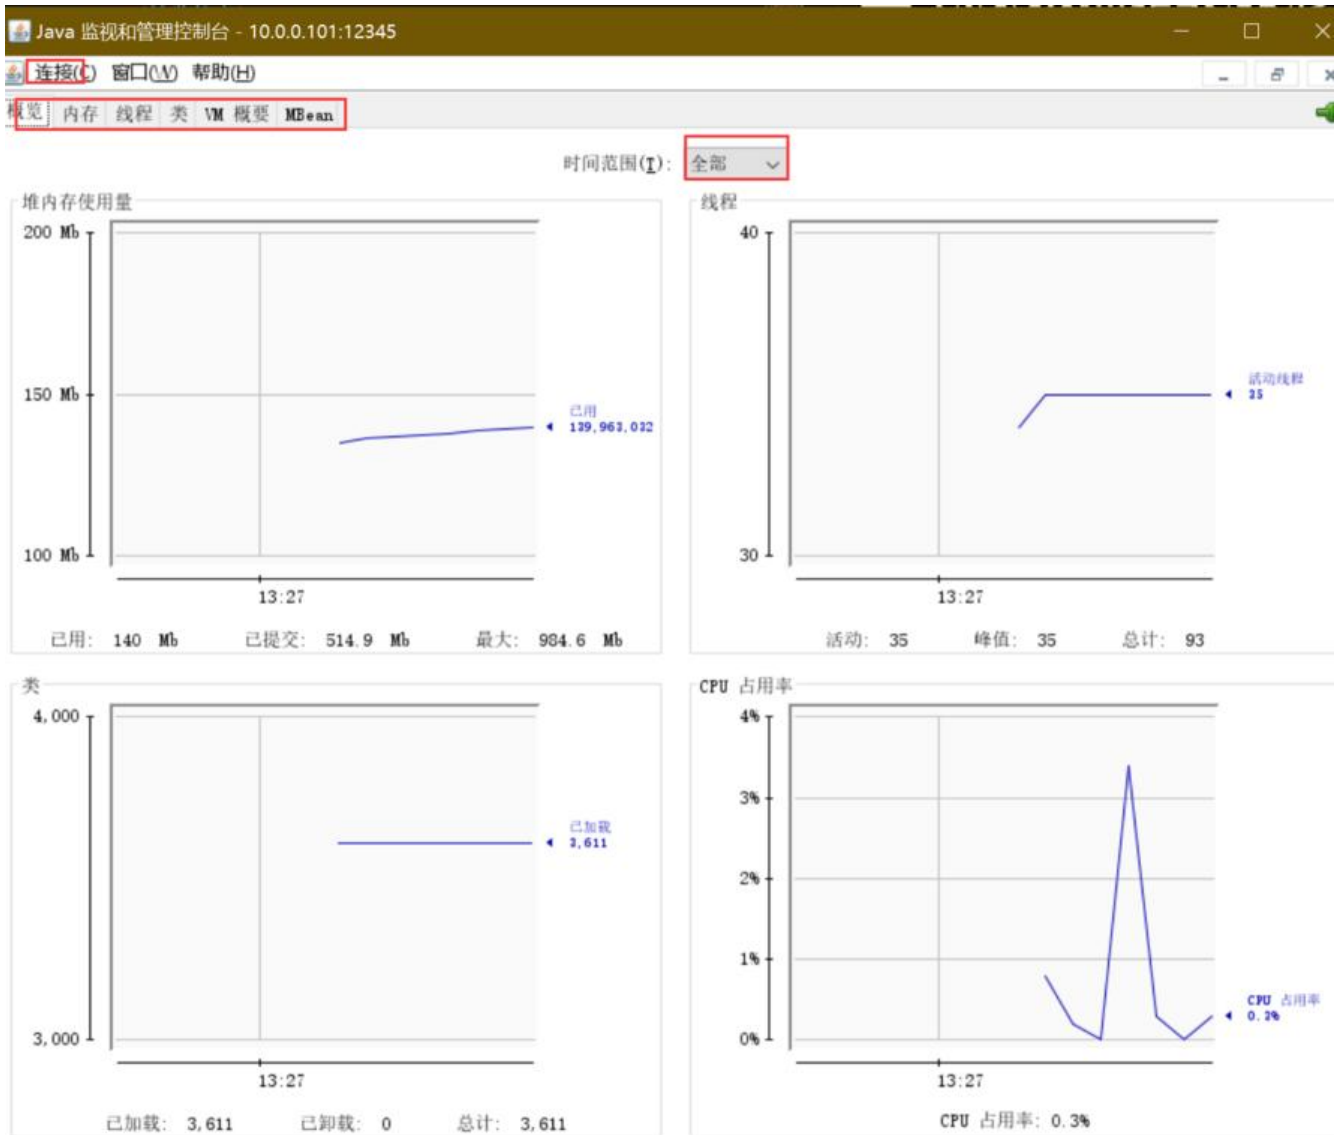 Java 监视和管理控制台 - 10.0.0.101:12345
连接(C) 窗口(W) 帮助(H)
概览 内存 线程 类 VM 概要 MBean
时间范围(T): 全部
堆内存使用量
200 Mb
150 Mb
100 Mb
已用
139,963,032
13:27
已用: 140 Mb 已提交: 514.9 Mb 最大: 984.6 Mb
线程
40
30
活动线程
35
13:27
活动: 35 峰值: 35 总计: 93
类
4,000
3,000
已加载
3,611
13:27
已加载: 3,611 已卸载: 0 总计: 3,611
CPU 占用率
4%
3%
2%
1%
0%
CPU 占用率
0.3%
13:27
CPU 占用率: 0.3%